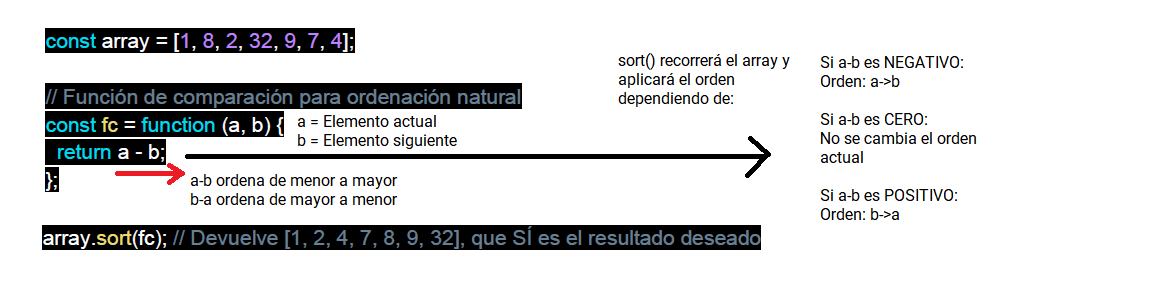 const array = [1, 8, 2, 32, 9, 7, 4];
// Función de comparación para ordenación natural
const fc = function (a, b) {
return a - b;
};
a = Elemento actual
b = Elemento siguiente
a-b ordena de menor a mayor
b-a ordena de mayor a menor
array.sort(fc); // Devuelve [1, 2, 4, 7, 8, 9, 32], que SÍ es el resultado deseado
sort() recorrerá el array y
aplicará el orden
dependiendo de:
Si a-b es NEGATIVO:
Orden: a->b
Si a-b es CERO:
No se cambia el orden
actual
Si a-b es POSITIVO:
Orden: b->a